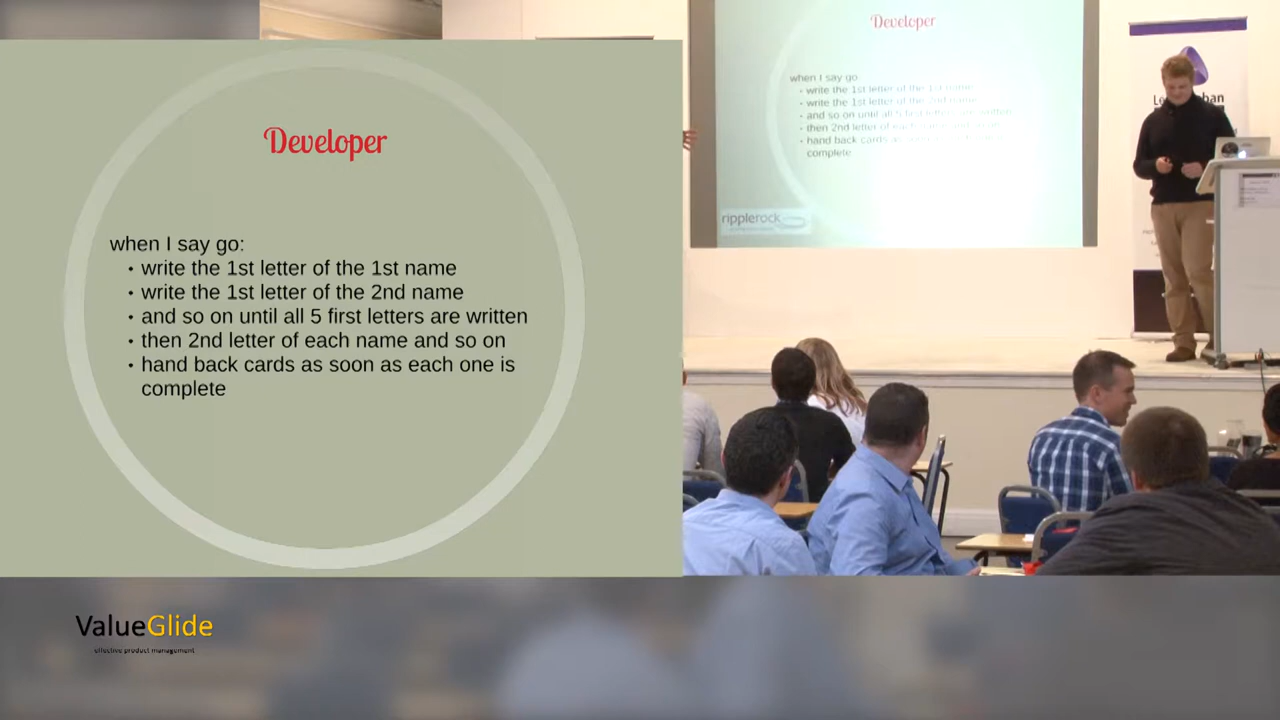 Developer
when I say go:
• write the 1st letter of the 1st name
• write the 1st letter of the 2nd name
• and so on until all 5 first letters are written
• then 2nd letter of each name and so on
• hand back cards as soon as each one is
complete
Developer
when I say go
• write the 1st letter of the 1st name
• write the 1st letter of the 2nd name
• and so on until all 5 first letters are written
• then 2nd letter of each name and so on
• hand back cards as soon as each one is
complete
ripplerock
ValueGlide
effective product management